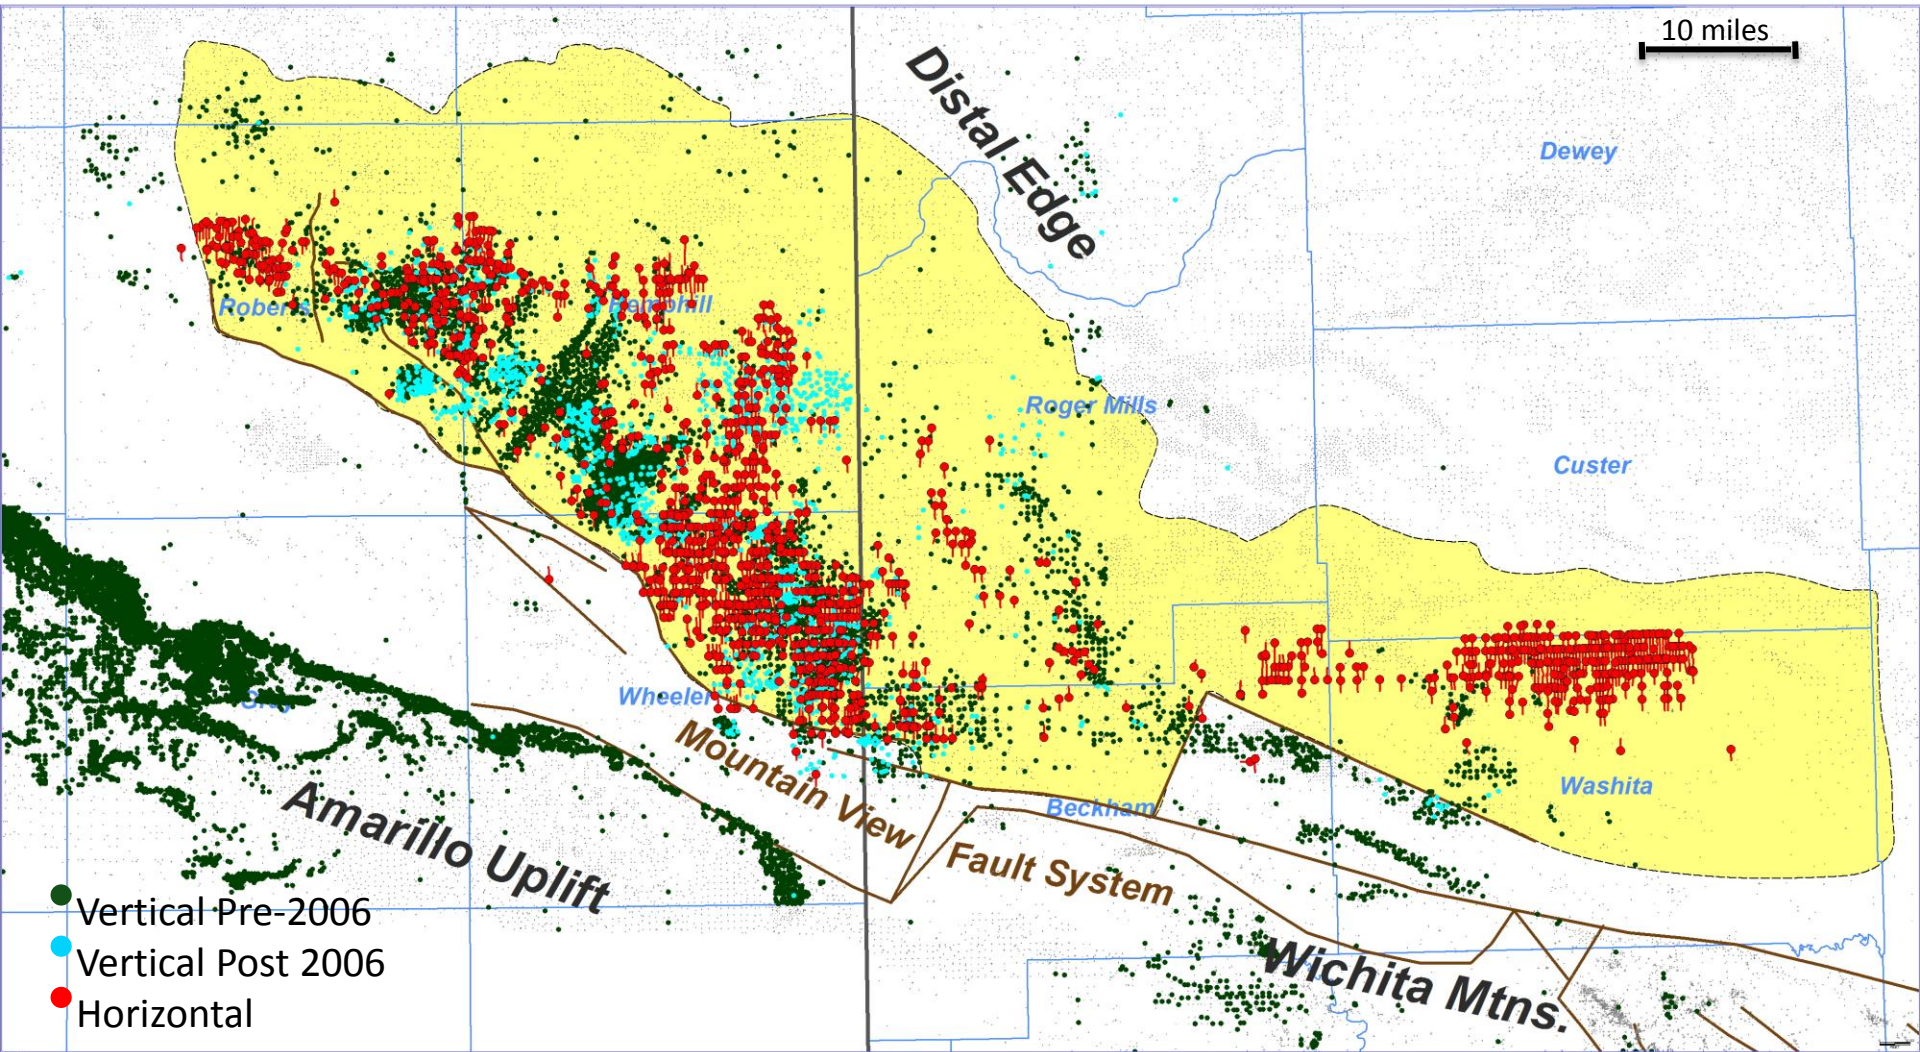 10 miles
Distal Edge
Dewey
Roberts
Hemphill
Roger Mills
Custer
Gray
Wheeler
Mountain View
Fault System
Beckham
Washita
Amarillo Uplift
Wichita Mtns.
Vertical Pre-2006
Vertical Post 2006
Horizontal